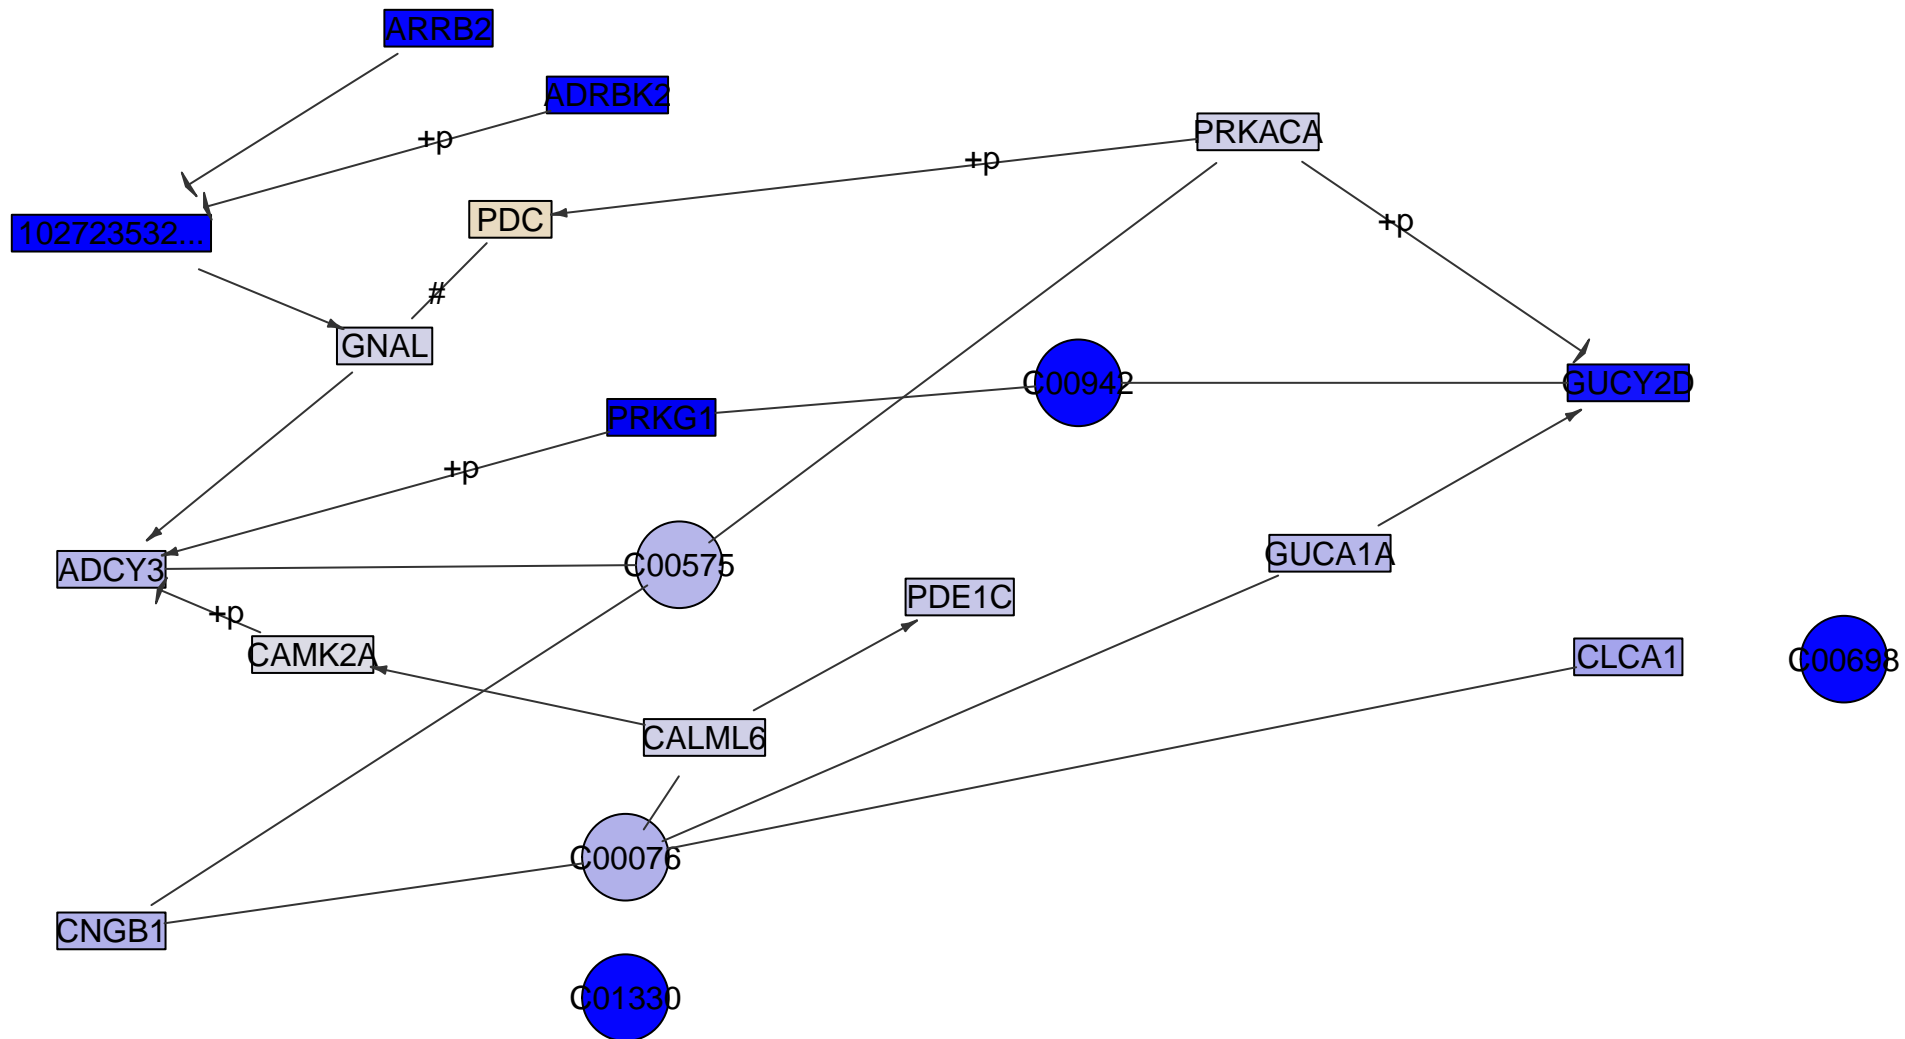 ARRB2
ADRBK2
+p
PRKACA
+p
102723532...
PDC
+p
#
GNAL
C00942
GUCY2D
PRKG1
+p
ADCY3
C00575
GUCA1A
PDE1C
+p
CAMK2A
CLCA1
C00698
CALML6
C00076
CNGB1
C01330